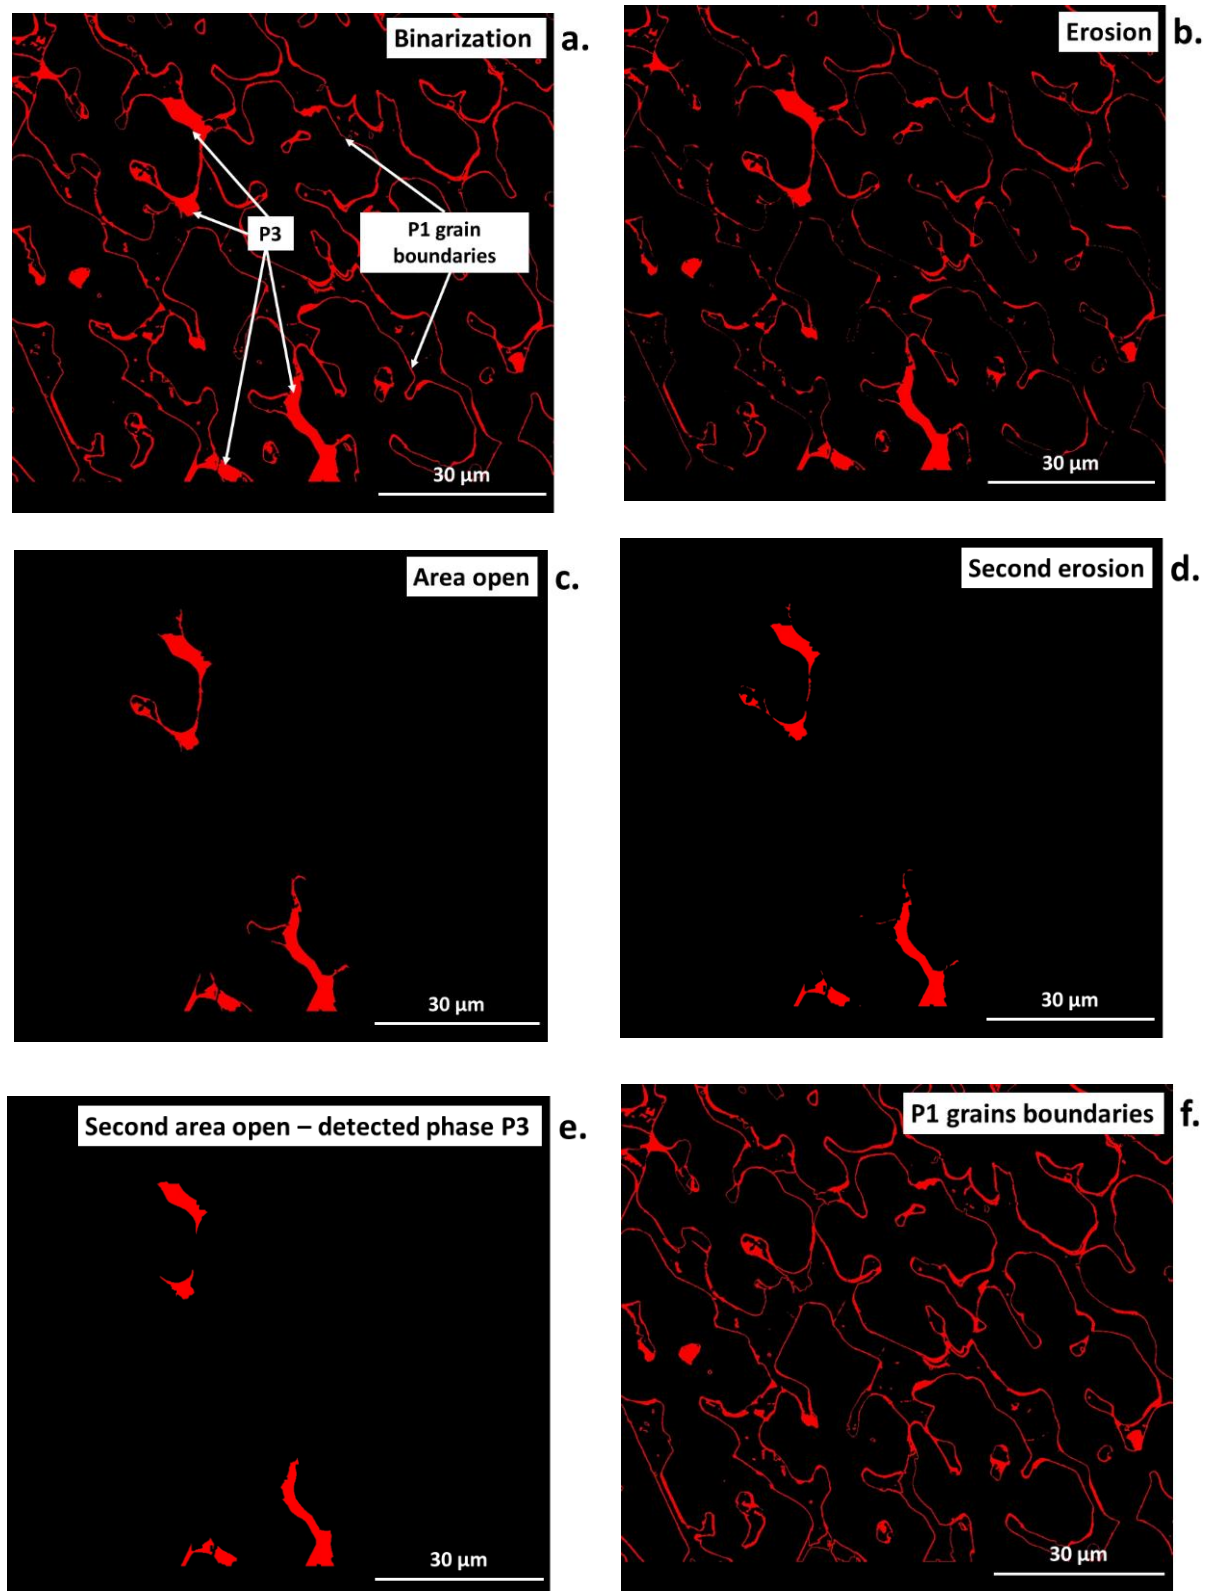 Binarization
a.
P3
P1 grain
boundaries
30 μm
Erosion
b.
30 μm
Area open
c.
30 μm
Second erosion
d.
30 μm
Second area open – detected phase P3
e.
30 μm
P1 grains boundaries
f.
30 μm